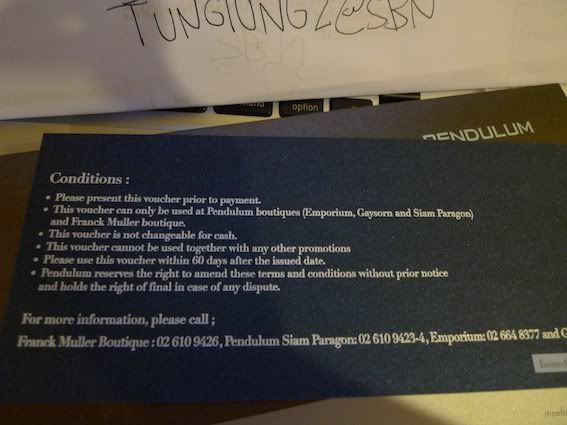 TUNGTUNG2@SBN
option
PENDULUM
Conditions :
• Please present this voucher prior to payment.
• This voucher can only be used at Pendulum boutiques (Emporium, Gaysorn and Siam Paragon)
and Franck Muller boutique.
• This voucher is not changeable for cash.
• This voucher cannot be used together with any other promotions
• Please use this voucher within 60 days after the issued date.
• Pendulum reserves the right to amend these terms and conditions without prior notice
and holds the right of final in case of any dispute.
For more information, please call ;
Franck Muller Boutique : 02 610 9426, Pendulum Siam Paragon: 02 610 9423-4, Emporium: 02 664 8377 and G
Issued